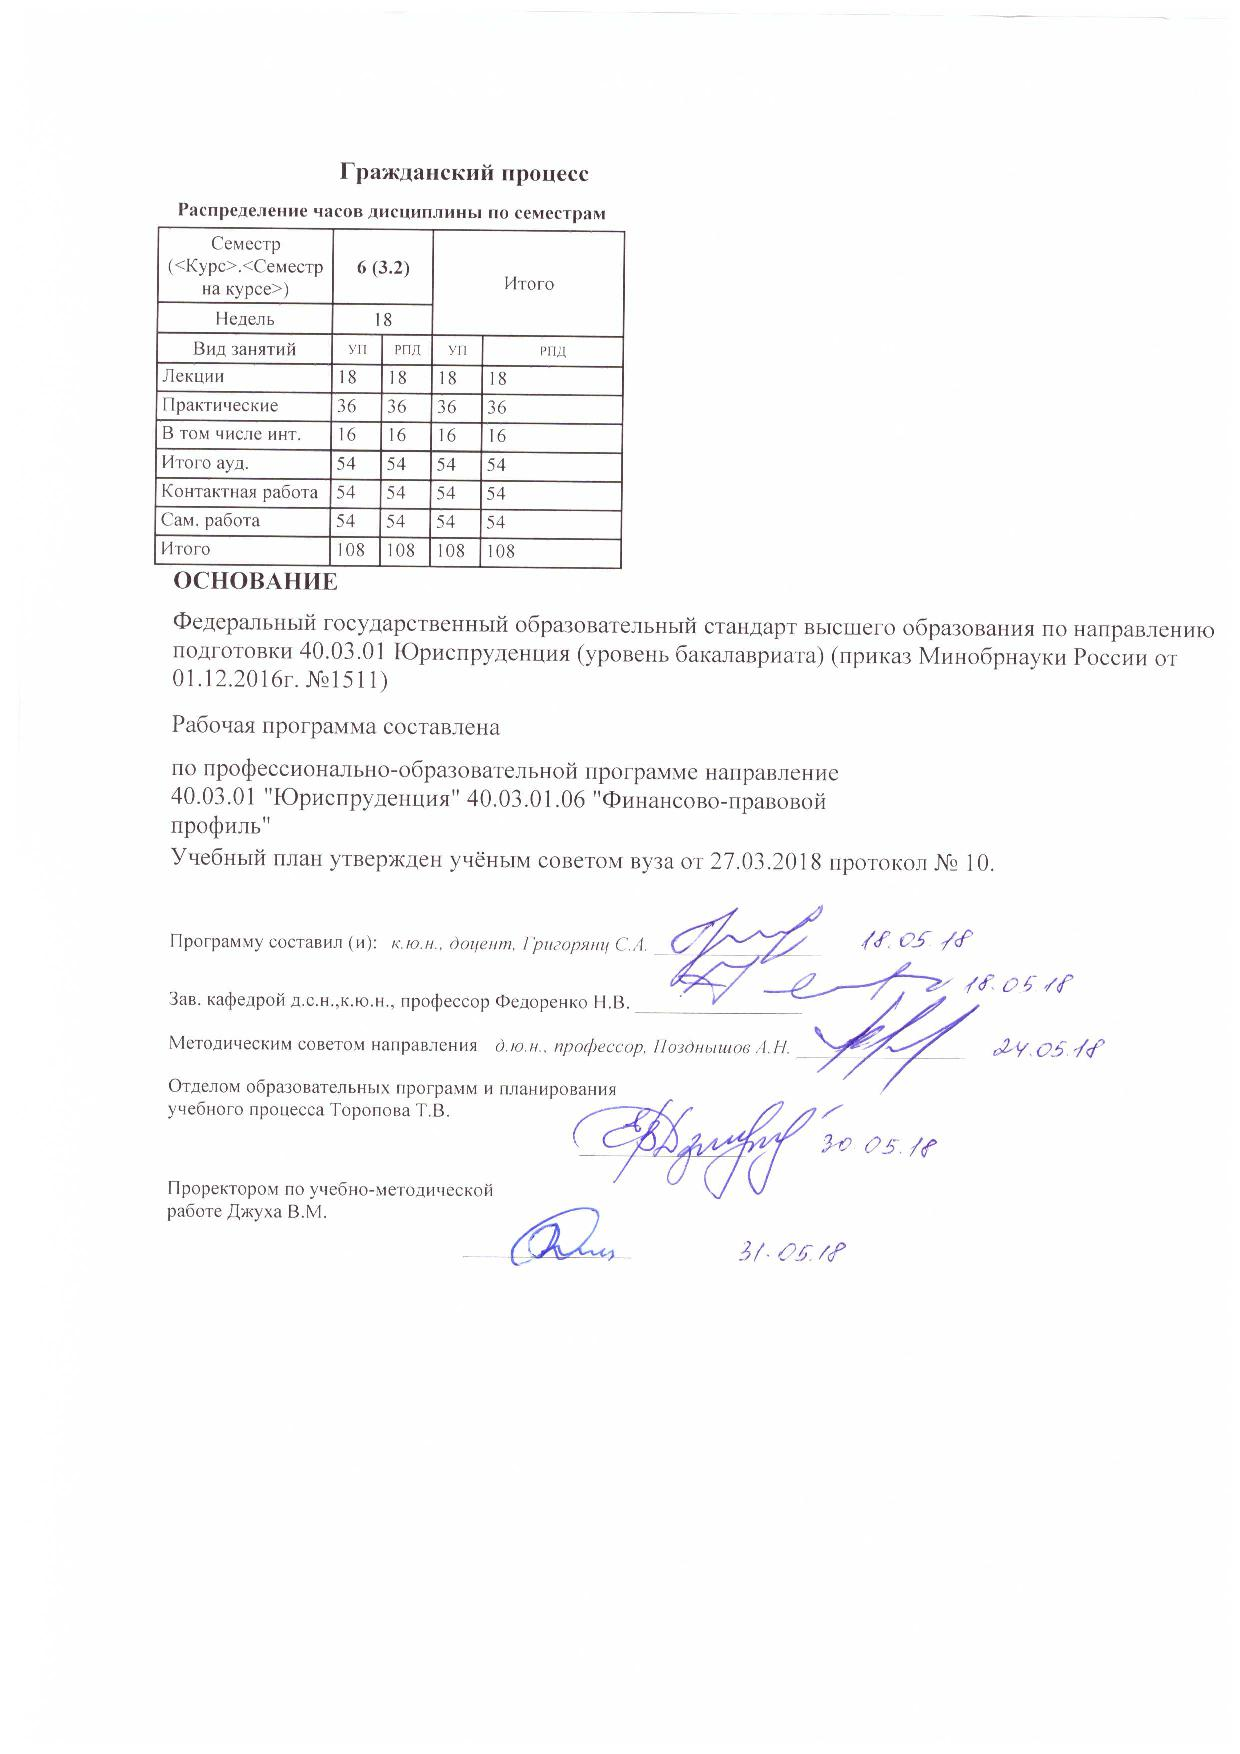 Гражданский процесс
Распределение часов дисциплины по семестрам
Семестр (<Курс>.<Семестр на курсе>) 6 (3.2) Итого
Недель 18
Вид занятий УП РПД УП РПД
Лекции 18 18 18 18
Практические 36 36 36 36
В том числе инт. 16 16 16 16
Итого ауд. 54 54 54 54
Контактная работа 54 54 54 54
Сам. работа 54 54 54 54
Итого 108 108 108 108
ОСНОВАНИЕ
Федеральный государственный образовательный стандарт высшего образования по направлению
подготовки 40.03.01 Юриспруденция (уровень бакалавриата) (приказ Минобрнауки России от
01.12.2016г. №1511)
Рабочая программа составлена
по профессионально-образовательной программе направление
40.03.01 "Юриспруденция" 40.03.01.06 "Финансово-правовой
профиль"
Учебный план утвержден учёным советом вуза от 27.03.2018 протокол № 10.
Программу составил (и): к.ю.н., доцент, Григорянц С.А. 18.05.18
Зав. кафедрой д.с.н.,к.ю.н., профессор Федоренко Н.В. 18.05.18
Методическим советом направления д.ю.н., профессор, Позднышов А.Н. 24.05.18
Отделом образовательных программ и планирования
учебного процесса Торопова Т.В.
30.05.18
Проректором по учебно-методической
работе Джуха В.М.
31.05.18